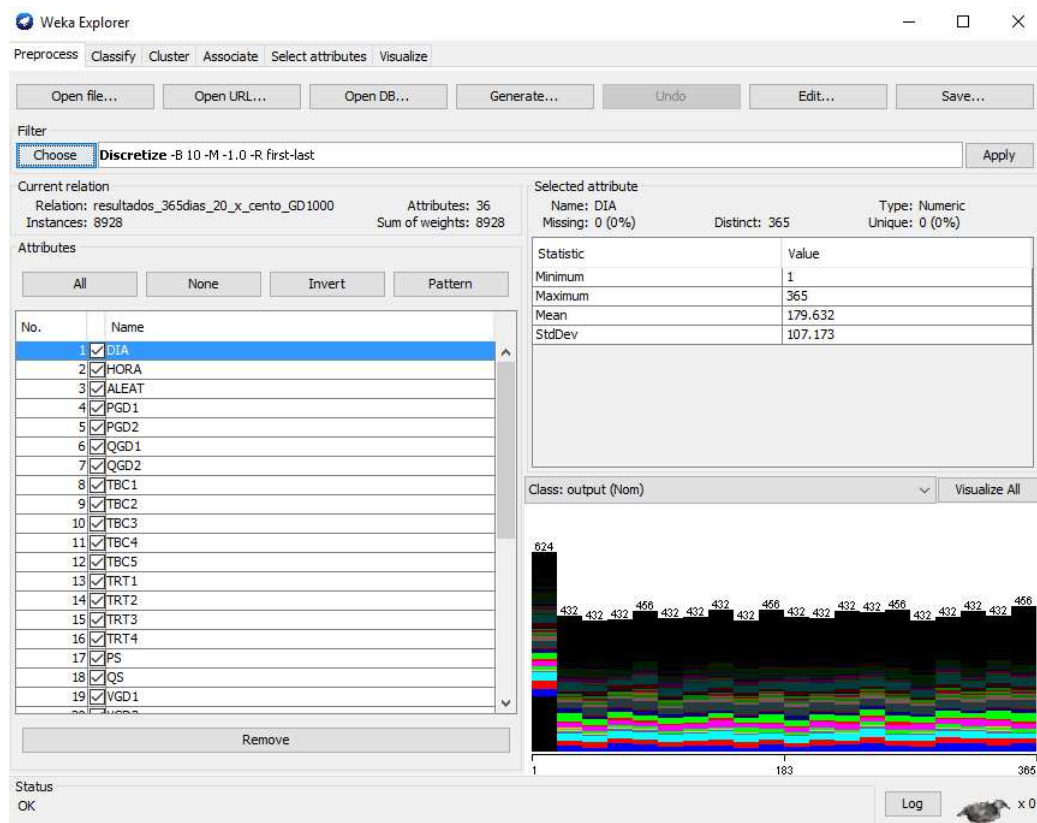 Weka Explorer
Preprocess Classify Cluster Associate Select attributes Visualize
Open file... Open URL... Open DB... Generate... Undo Edit... Save...
Filter
Choose Discretize -B 10 -M -1.0 -R first-last Apply
Current relation
Relation: resultados_365dias_20_x_cento_GD1000 Attributes: 36
Instances: 8928 Sum of weights: 8928
Attributes
All None Invert Pattern
No. Name
1 DIA
2 HORA
3 ALEAT
4 PGD1
5 PGD2
6 QGD1
7 QGD2
8 TBC1
9 TBC2
10 TBC3
11 TBC4
12 TBC5
13 TRT1
14 TRT2
15 TRT3
16 TRT4
17 PS
18 QS
19 VGD1
Remove
Selected attribute
Name: DIA Type: Numeric
Missing: 0 (0%) Distinct: 365 Unique: 0 (0%)
Statistic Value
Minimum 1
Maximum 365
Mean 179.632
StdDev 107.173
Class: output (Nom) Visualize All
624 432 432 432 456 432 432 432 432 456 432 432 432 432 456 432 432 432 432 456
1 183 365
Status
OK Log x 0